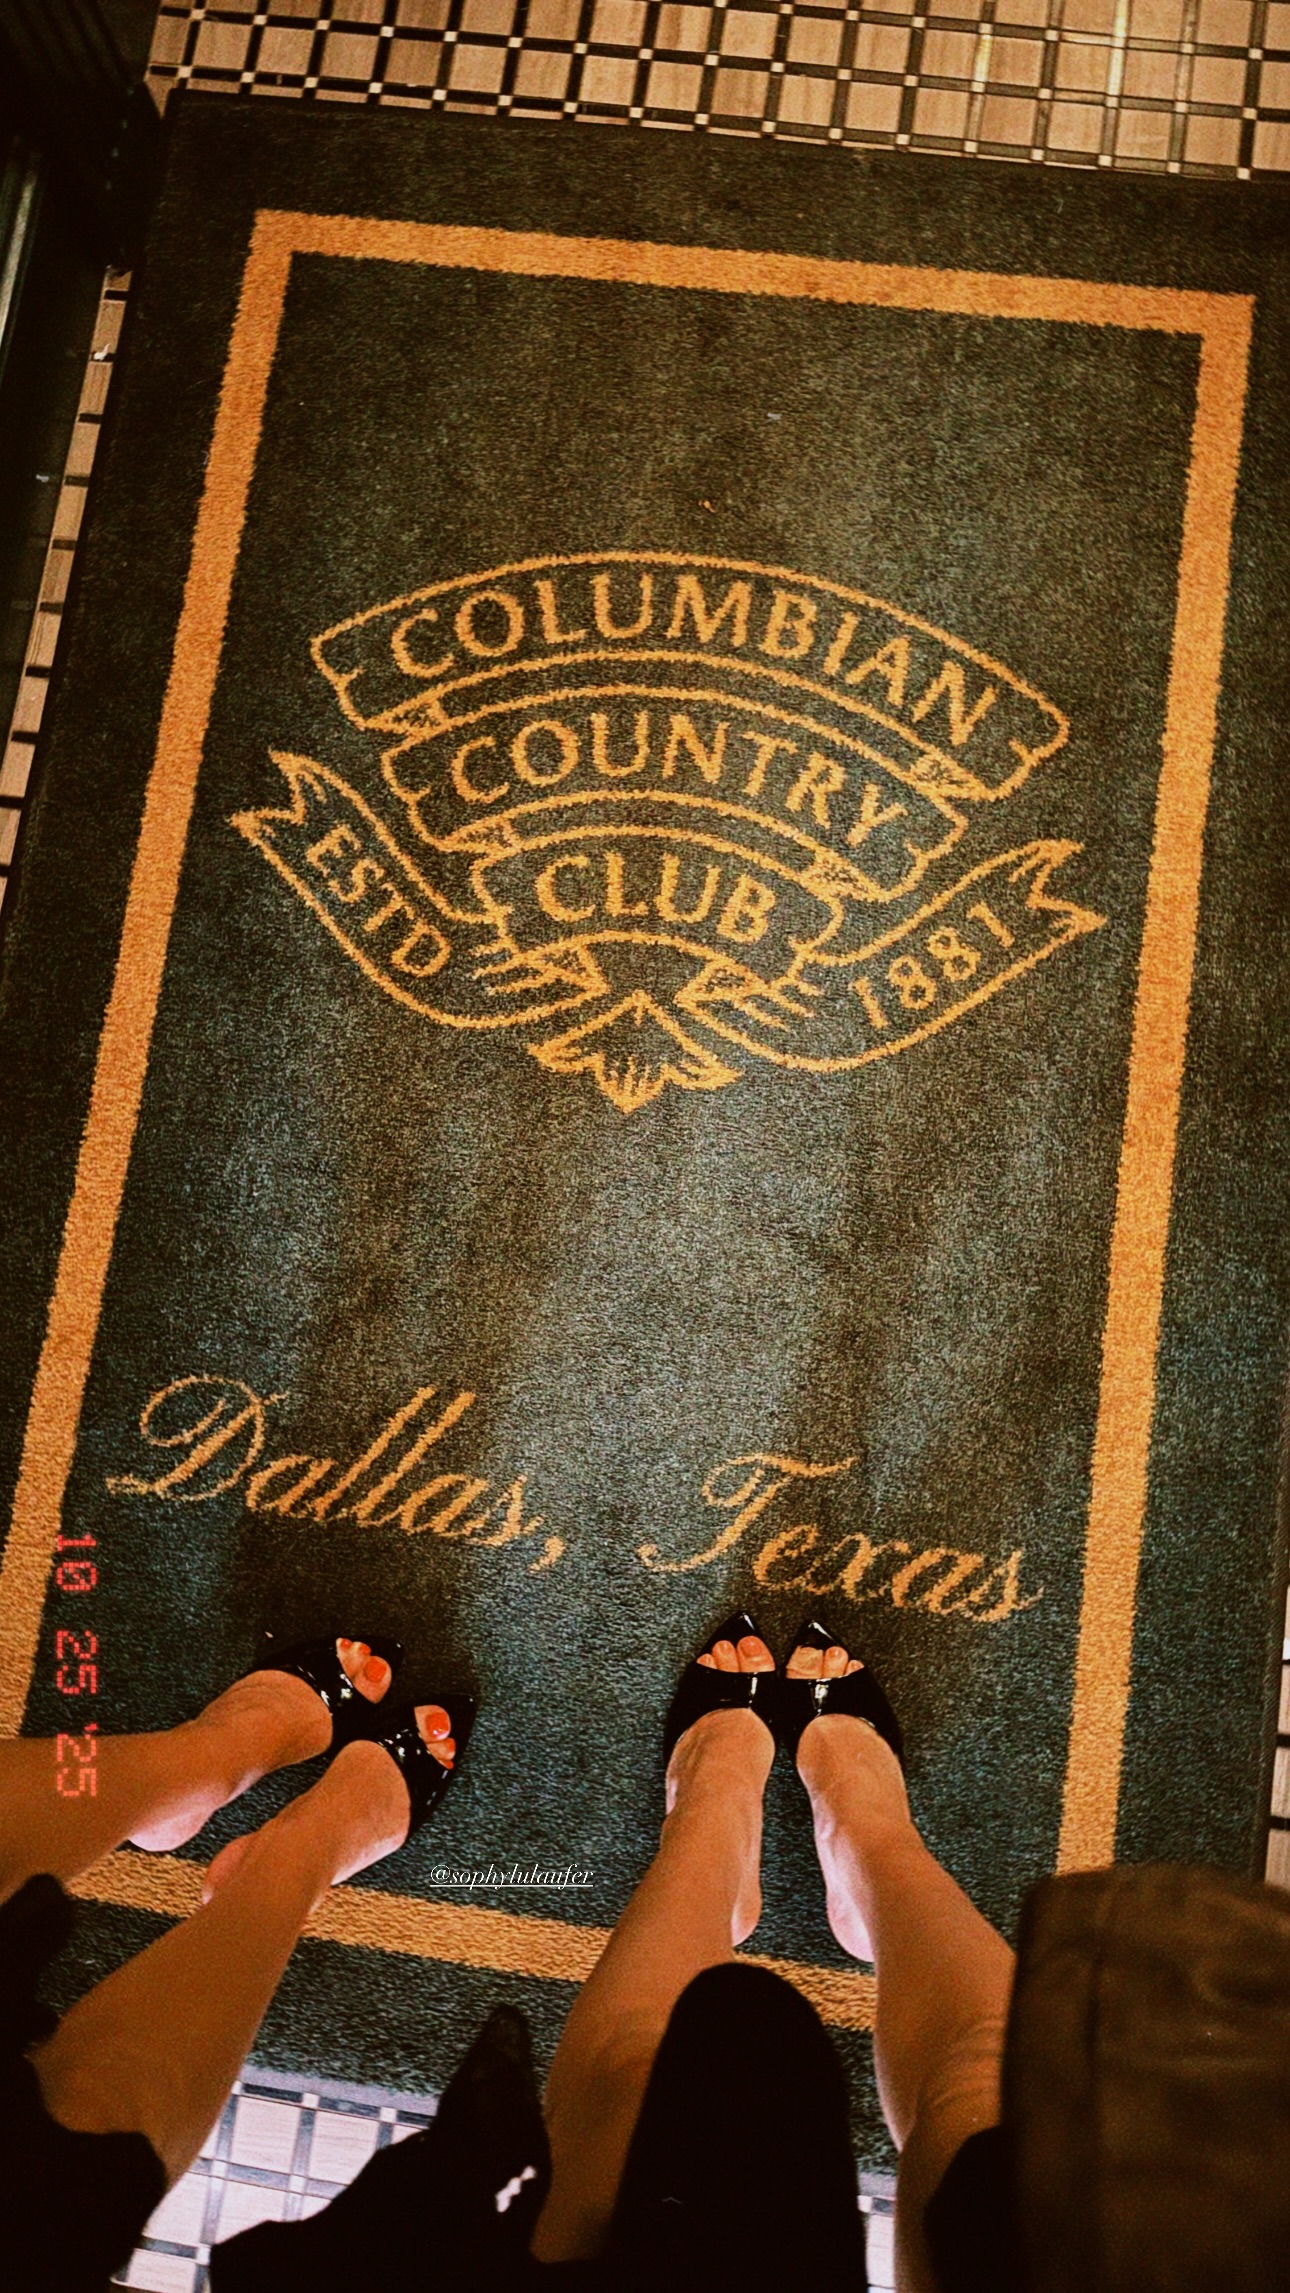 COLUMBIAN
COUNTRY
CLUB
ESTD 1881
Dallas, Texas
10 25 '25
@sophylulaufer